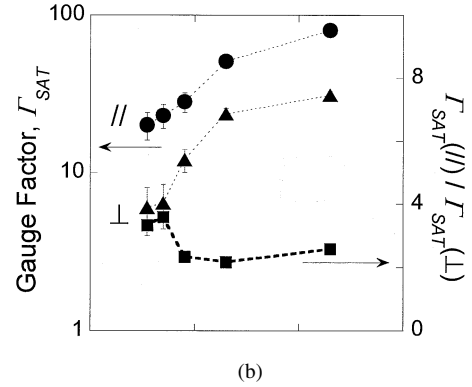 100
10
1
Gauge Factor, Γ_SAT
//
⊥
8
4
0
Γ_SAT(//) / Γ_SAT(⊥)
(b)